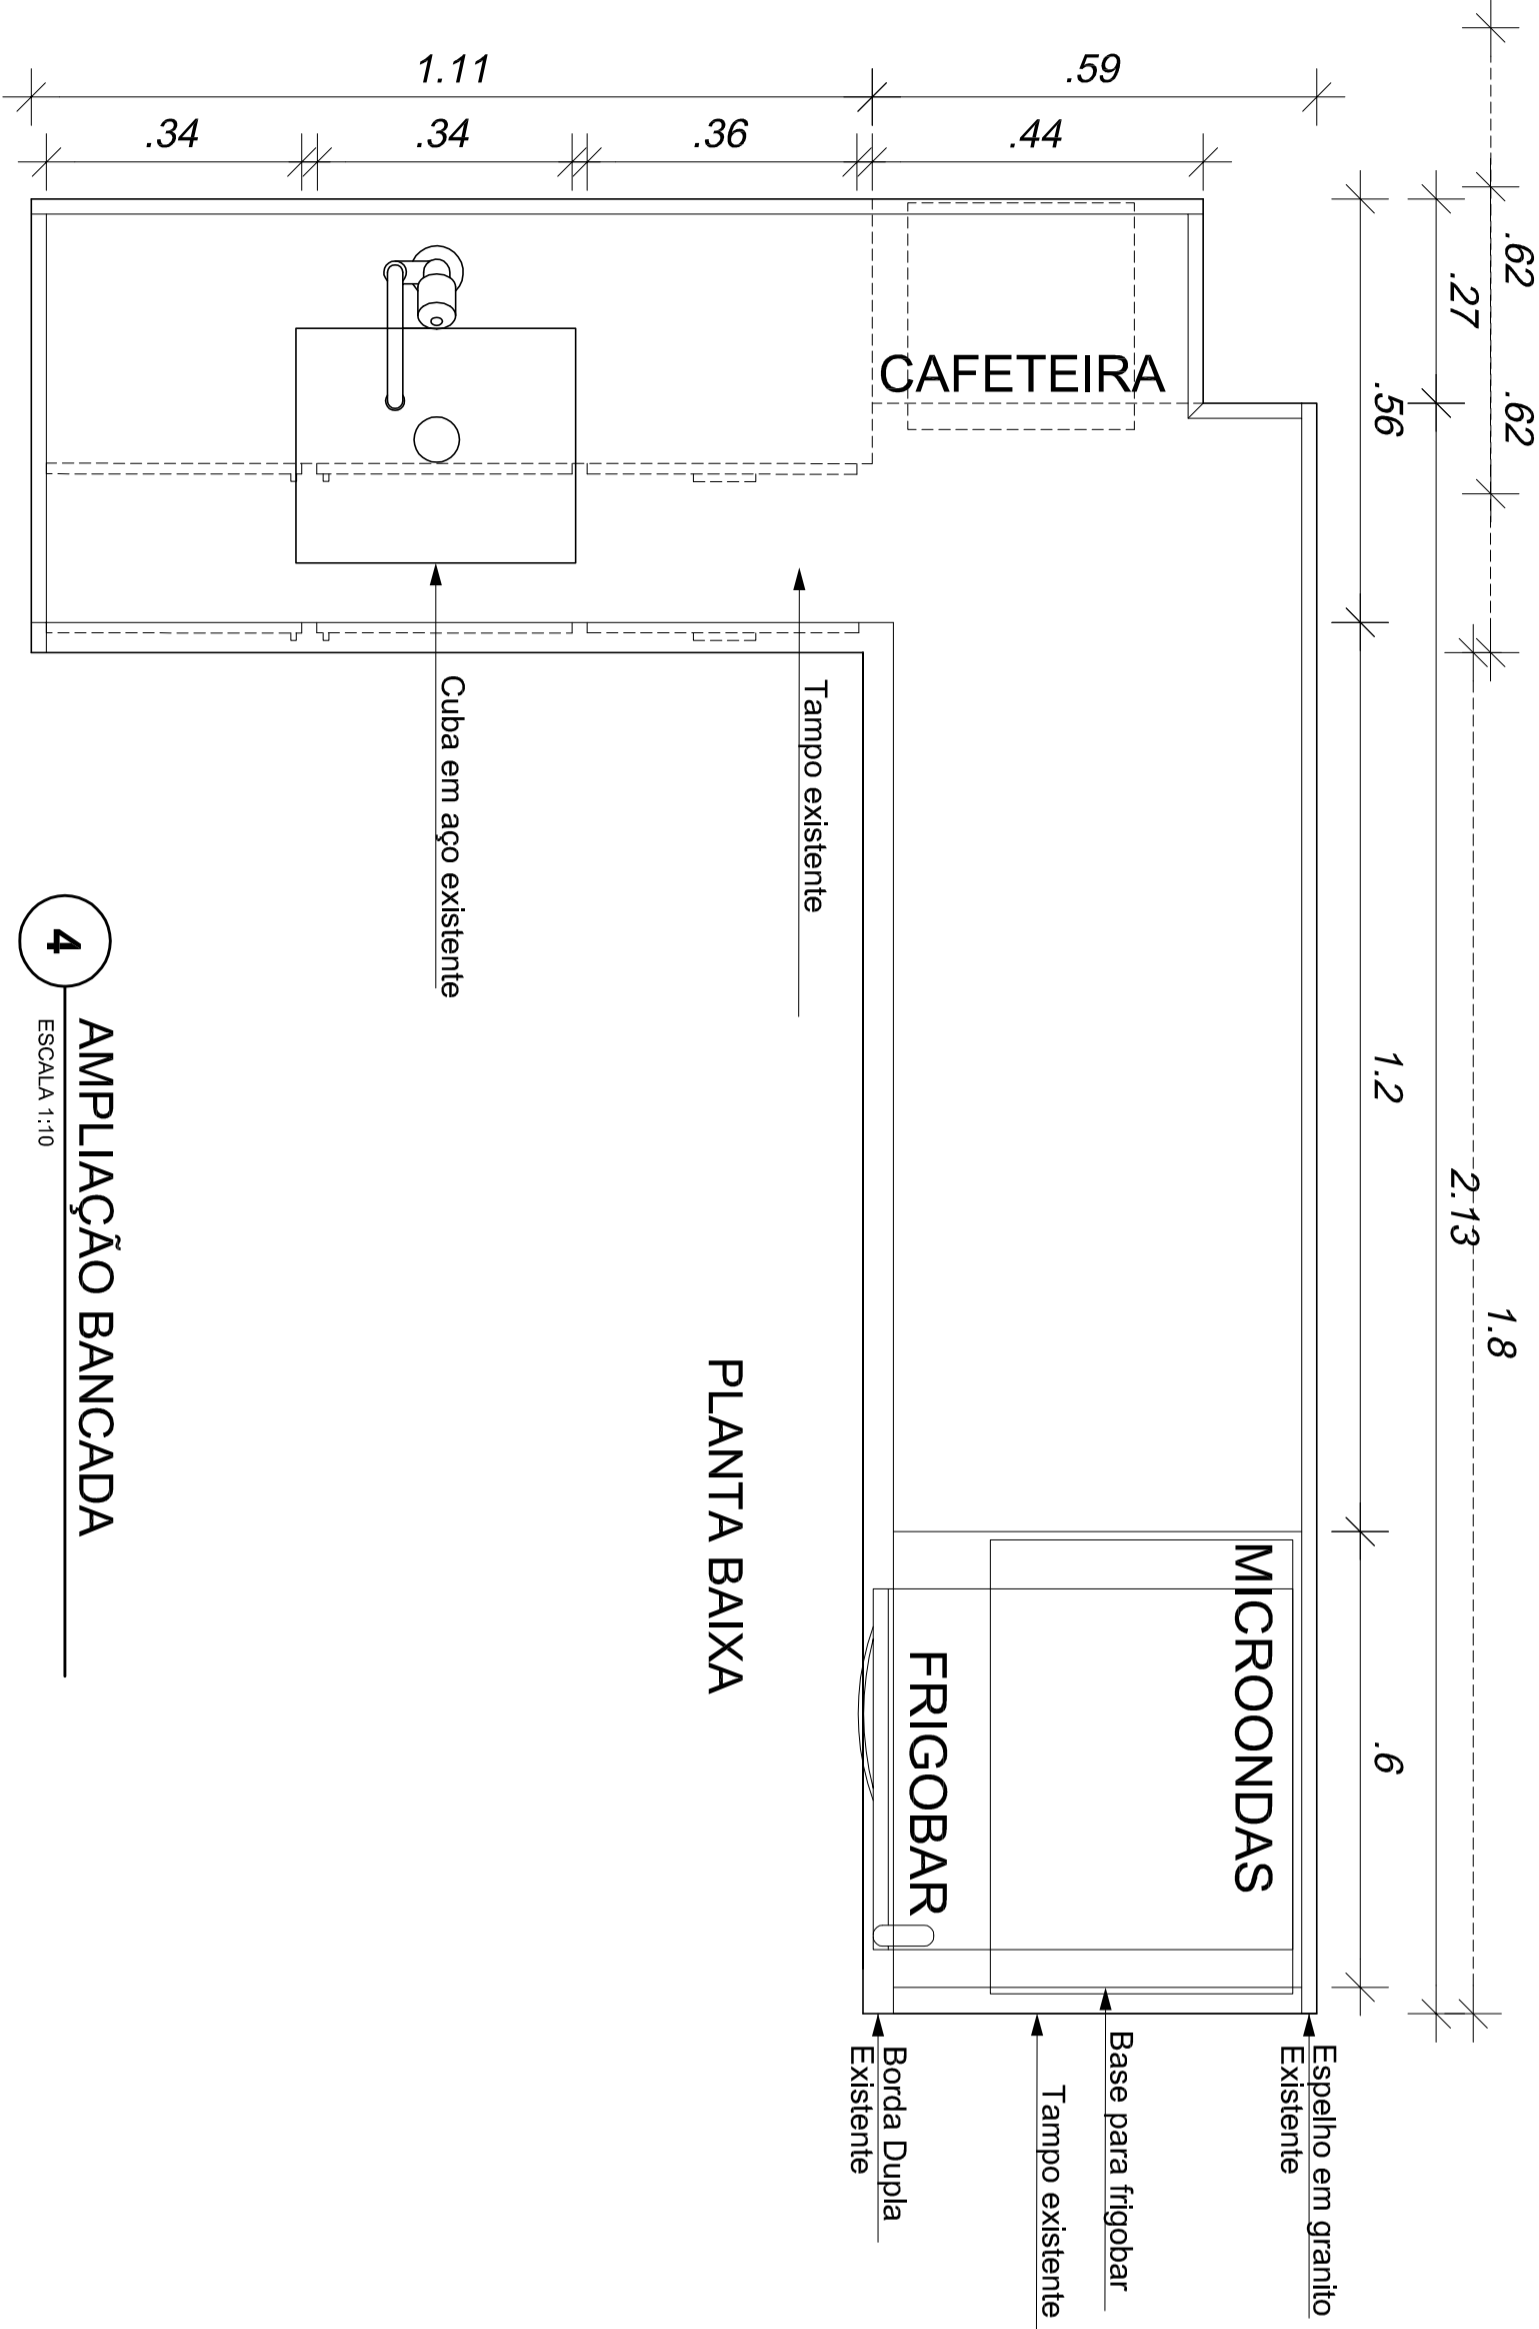 1.11
.59
.34
.34
.36
.44
.62
.27
.56
.62
CAFETEIRA
1.2
2.13
1.8
.6
Tampo existente
Cuba em aço existente
4
AMPLIAÇÃO BANCADA
ESCALA 1:10
PLANTA BAIXA
MICROONDAS
FRIGOBAR
Espelho em granito
Existente
Base para frigobar
Tampo existente
Borda Dupla
Existente